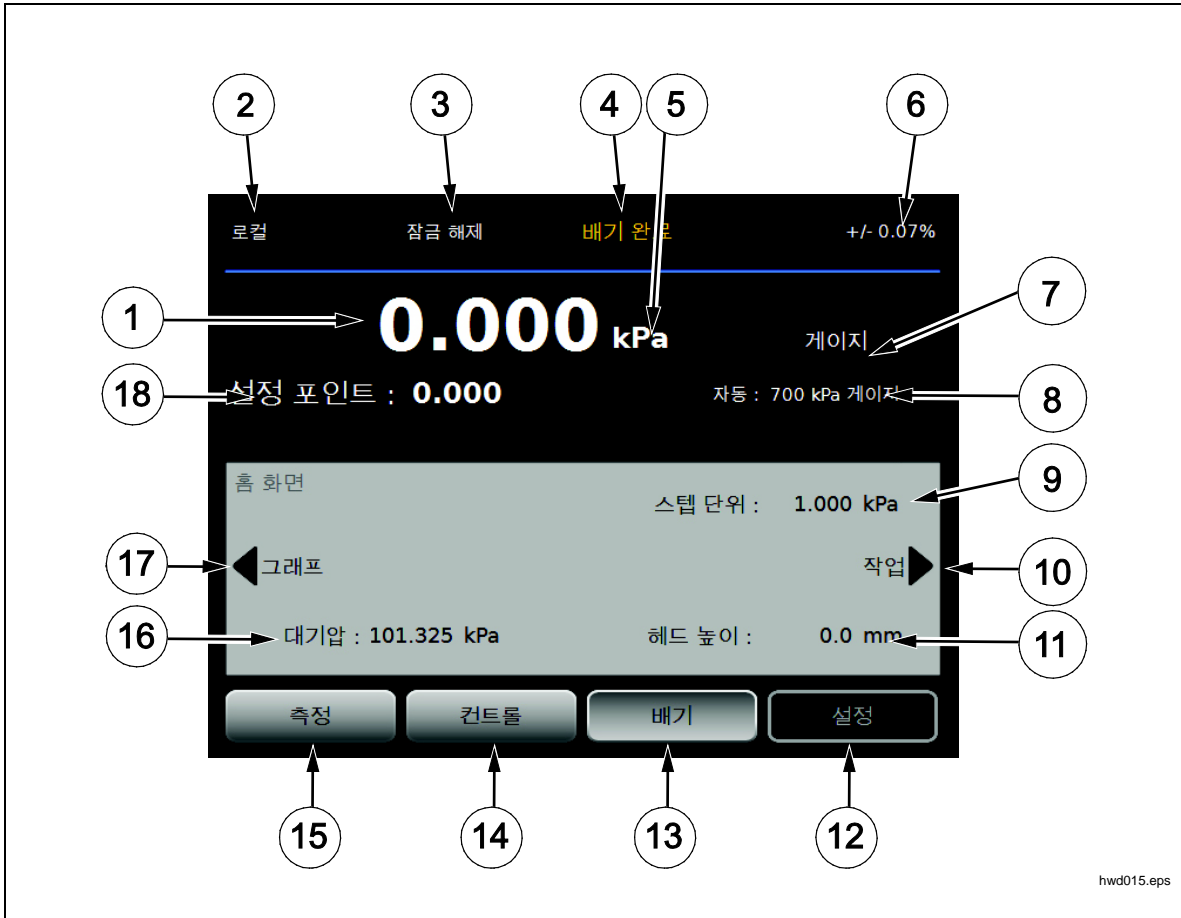 2 3 4 5 6
로컬 잠금 해제 배기 완료 +/- 0.07%
1 0.000 kPa 게이지 7
18 설정 포인트 : 0.000 자동 : 700 kPa 게이지 8
홈 화면
스텝 단위 : 1.000 kPa 9
17 그래프 작업 10
16 대기압 : 101.325 kPa 헤드 높이 : 0.0 mm 11
측정 컨트롤 배기 설정
15 14 13 12
hwd015.eps